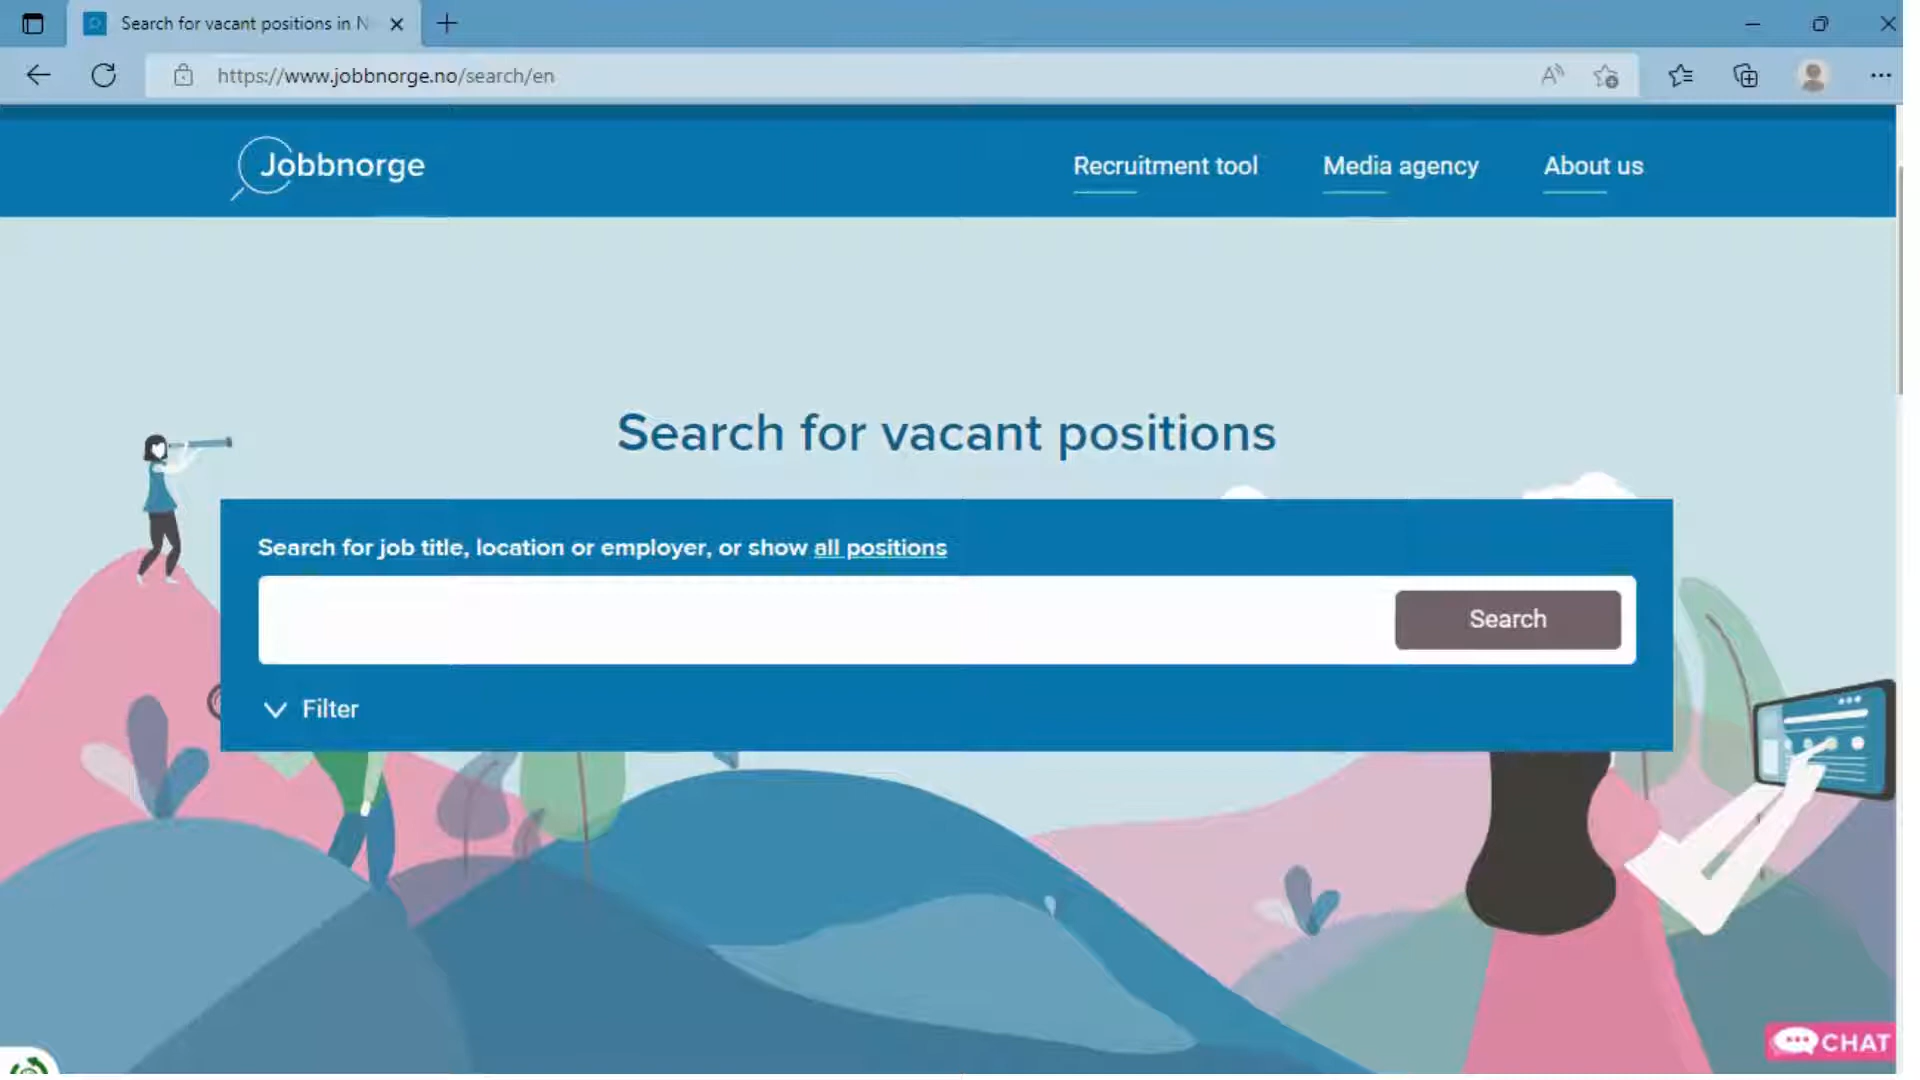 Search for vacant positions in N
https://www.jobbnorge.no/search/en
Jobbnorge
Recruitment tool
Media agency
About us
Search for vacant positions
Search for job title, location or employer, or show all positions
Search
Filter
CHAT